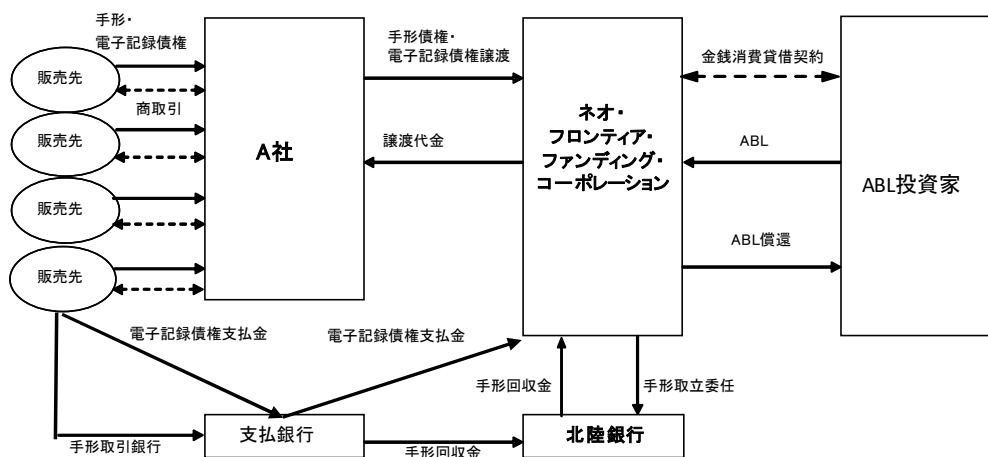 手形・
電子記録債権
販売先
商取引
販売先
販売先
販売先
A社
手形債権・
電子記録債権譲渡
譲渡代金
ネオ・
フロンティア・
ファンディング・
コーポレーション
金銭消費貸借契約
ABL
ABL投資家
ABL償還
電子記録債権支払金
電子記録債権支払金
手形回収金
手形取立委任
手形取引銀行
支払銀行
手形回収金
北陸銀行